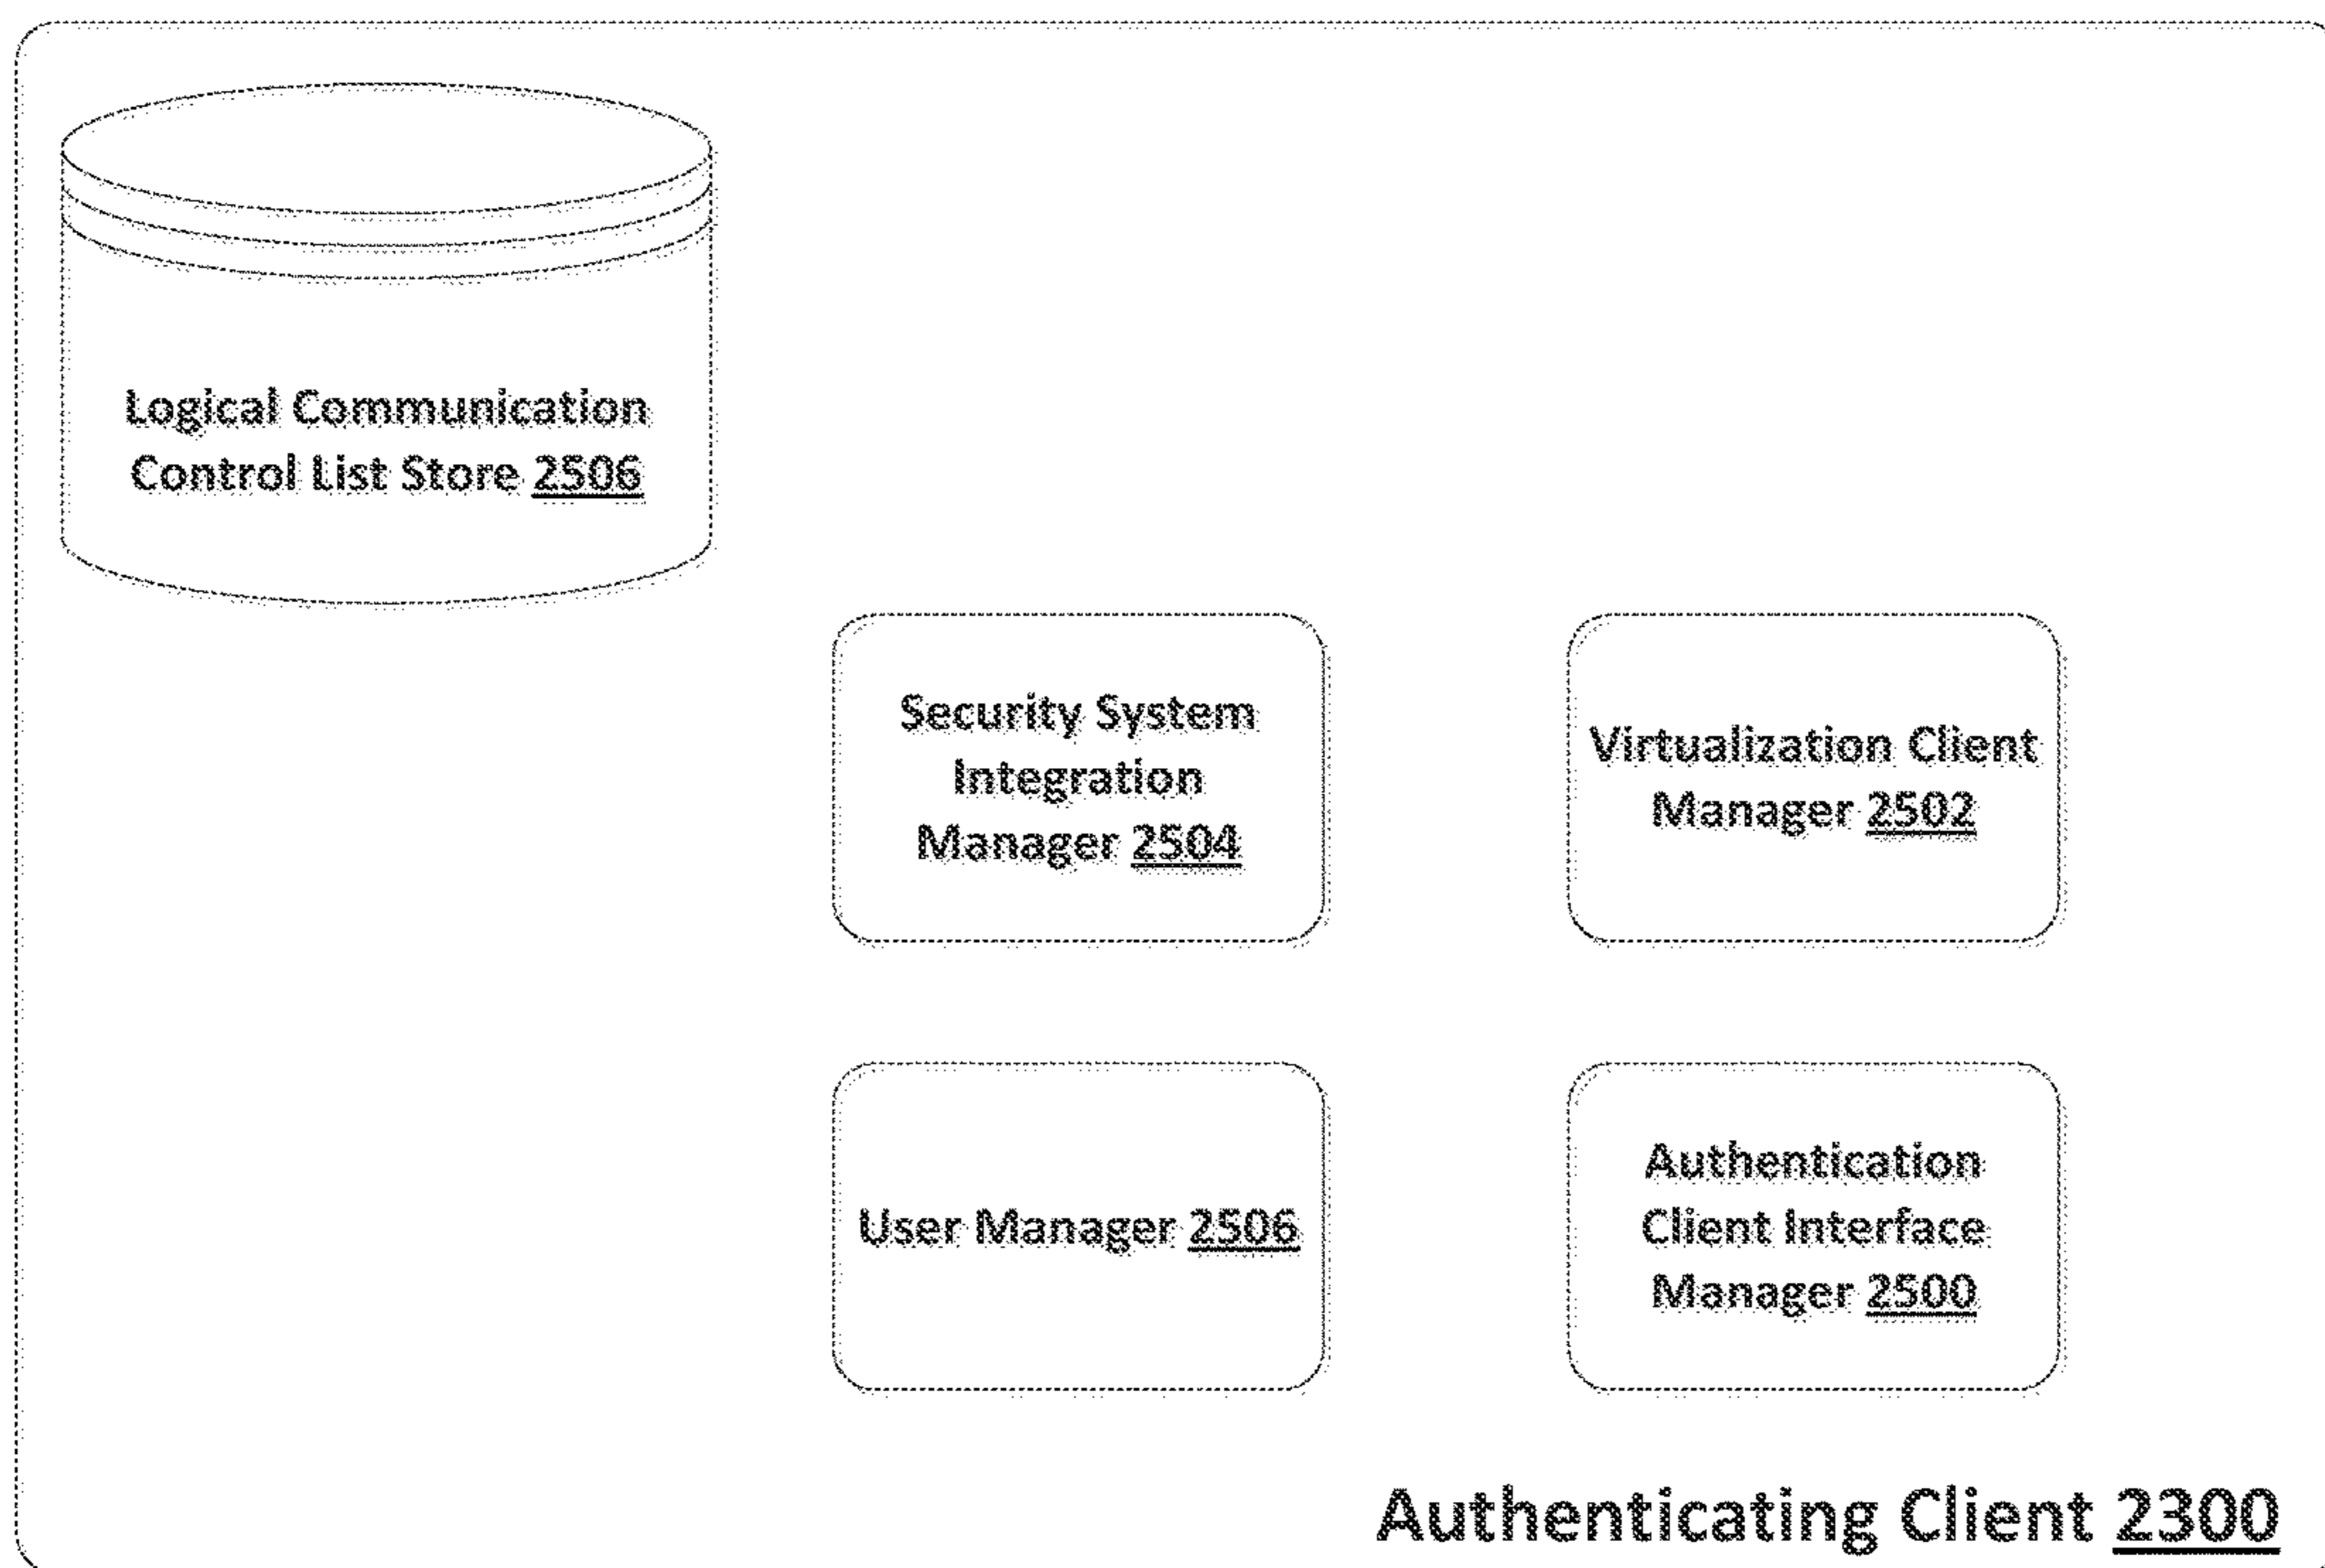 Logical Communication
Control List Store 2506
Security System
Integration
Manager 2504
Virtualization Client
Manager 2502
User Manager 2506
Authentication
Client Interface
Manager 2500
Authenticating Client 2300